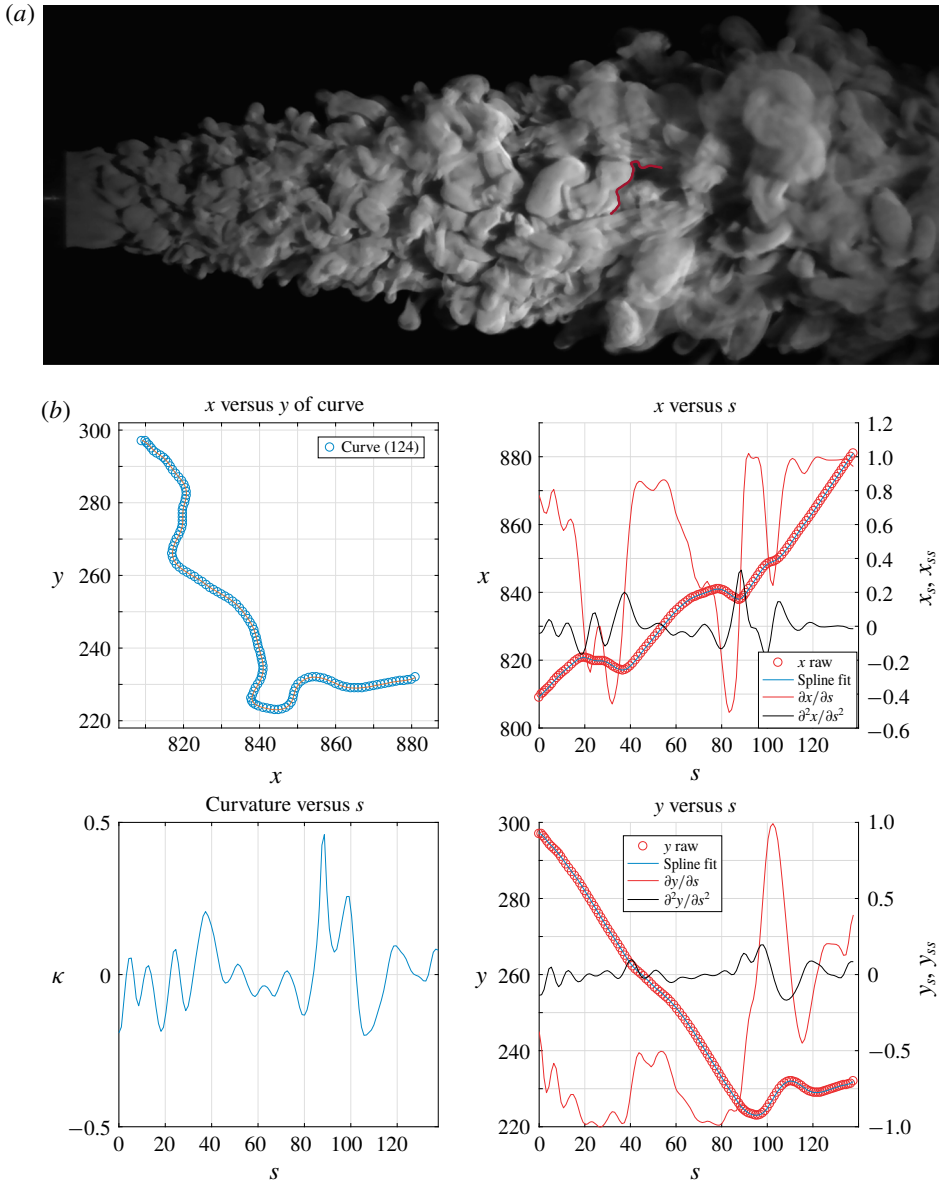 (a)
(b)
x versus y of curve
300
280
260
240
220
y
820
840
860
880
x
Curve (124)
x versus s
880
860
840
820
800
x
0
20
40
60
80
100
120
s
1.2
1.0
0.8
0.6
0.4
0.2
0
−0.2
−0.4
−0.6
xₛ, xₛₛ
x raw
Spline fit
∂x/∂s
∂²x/∂s²
Curvature versus s
0.5
0
−0.5
κ
0
20
40
60
80
100
120
s
y versus s
300
280
260
240
220
y
0
20
40
60
80
100
120
s
1.0
0.5
0
−0.5
−1.0
yₛ, yₛₛ
y raw
Spline fit
∂y/∂s
∂²y/∂s²